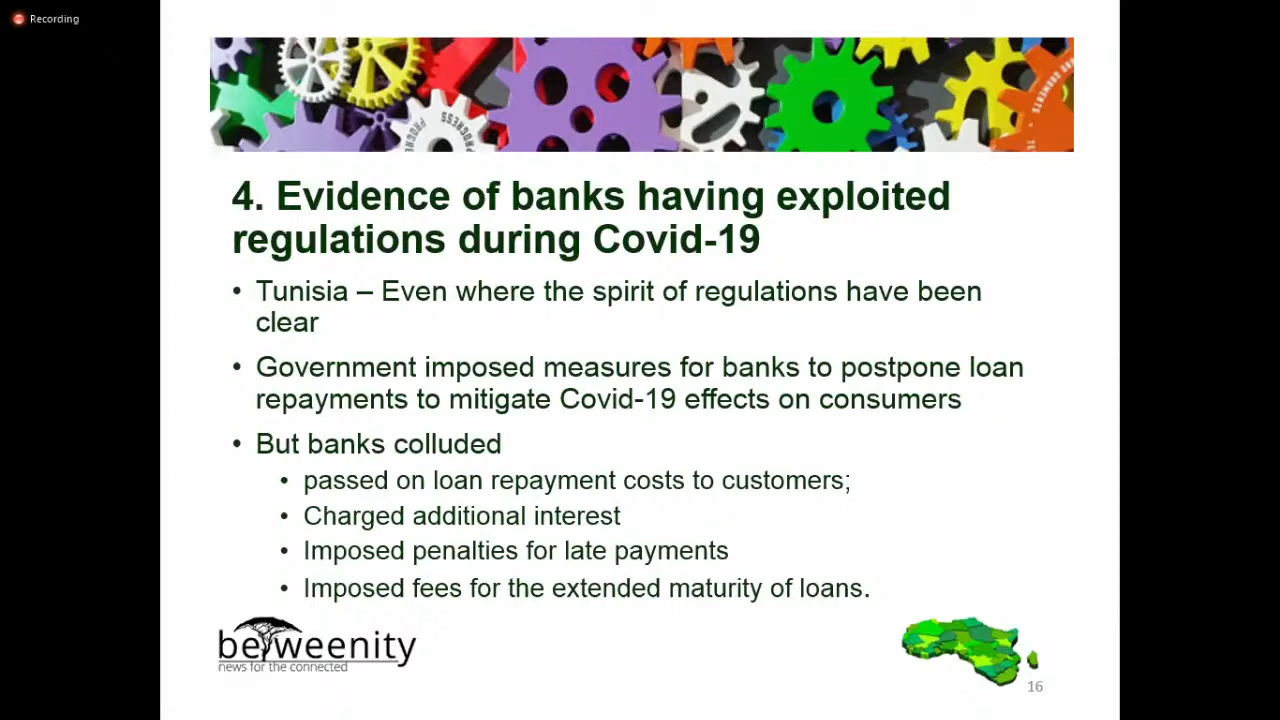 Recording
PROGRESS
PROGRE
4. Evidence of banks having exploited
regulations during Covid-19
• Tunisia – Even where the spirit of regulations have been
clear
• Government imposed measures for banks to postpone loan
repayments to mitigate Covid-19 effects on consumers
• But banks colluded
• passed on loan repayment costs to customers;
• Charged additional interest
• Imposed penalties for late payments
• Imposed fees for the extended maturity of loans.
betweenity
news for the connected
16